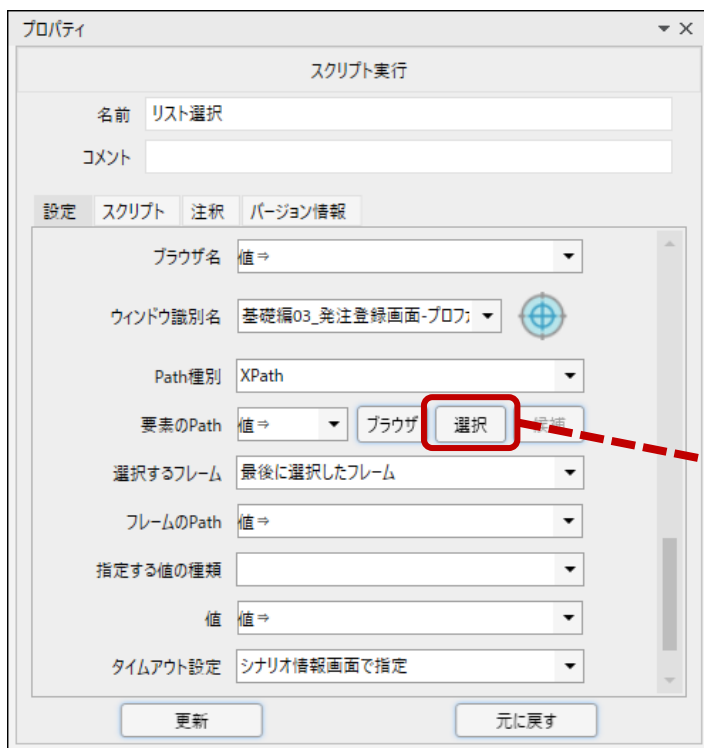 プロパティ
スクリプト実行
名前 リスト選択
コメント
設定 スクリプト 注釈 バージョン情報
ブラウザ名 値⇒
ウィンドウ識別名 基礎編03_発注登録画面-プロファ
Path種別 XPath
要素のPath 値⇒ ブラウザ 選択 候補
選択するフレーム 最後に選択したフレーム
フレームのPath 値⇒
指定する値の種類
値 値⇒
タイムアウト設定 シナリオ情報画面で指定
更新 元に戻す